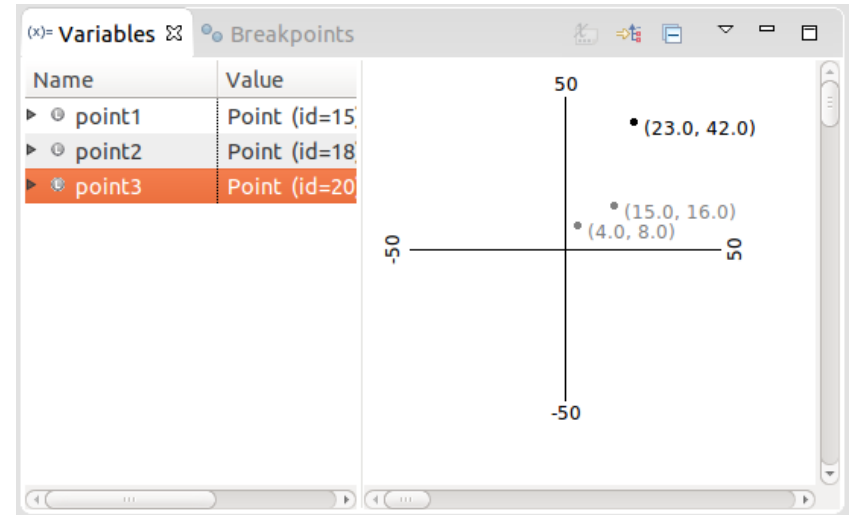 (x)= Variables Breakpoints
Name Value
point1 Point (id=15)
point2 Point (id=18)
point3 Point (id=20)
50
(23.0, 42.0)
(15.0, 16.0)
(4.0, 8.0)
-50 50
-50